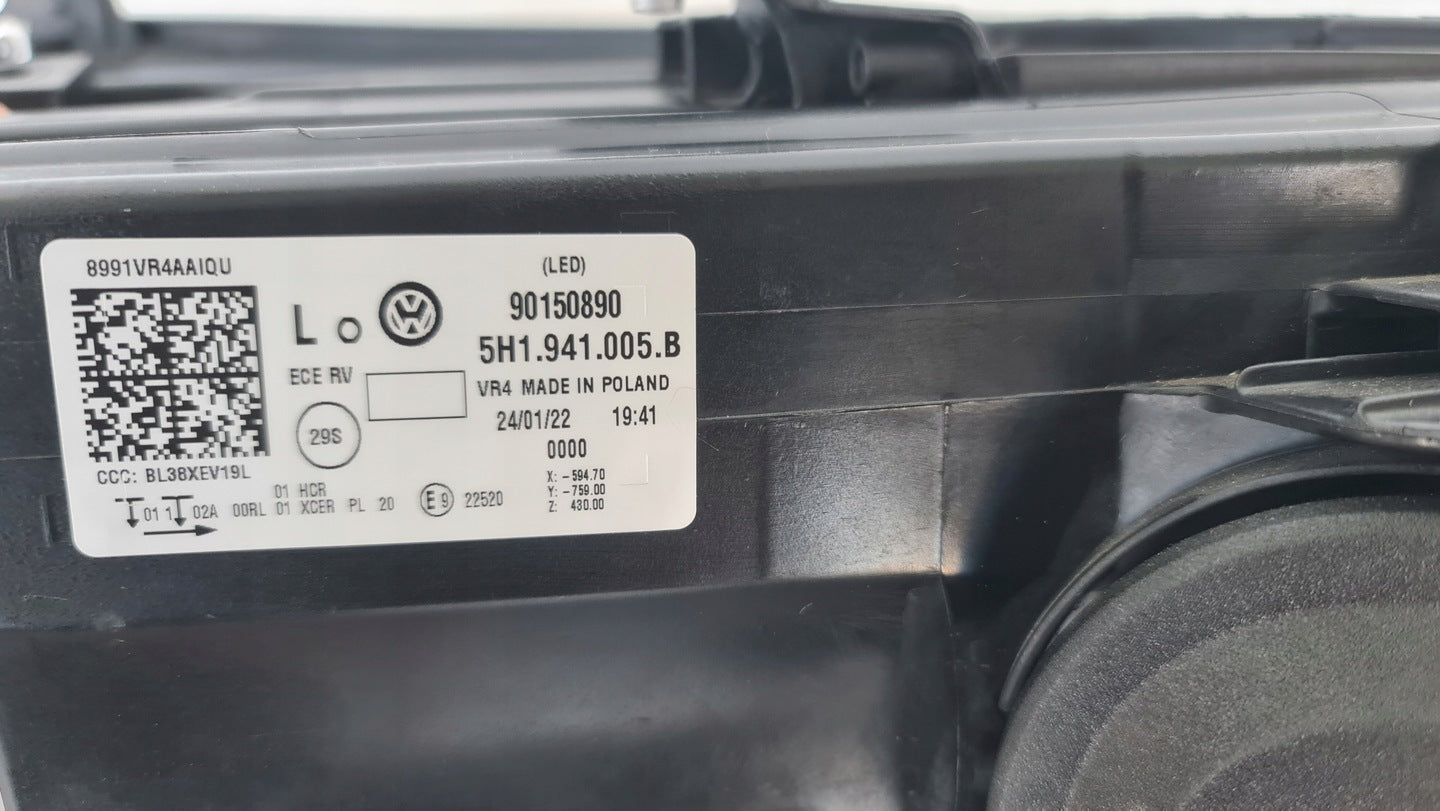 8991VR4AAIQU
L
ECE RV
29S
CCC: BL38XEV19L
(LED)
90150890
5H1.941.005.B
VR4 MADE IN POLAND
24/01/22 19:41
0000
X: -594.70
Y: -759.00
Z: 430.00
01 HCR
01 1 02A 00RL 01 XCER PL 20 E9 22520